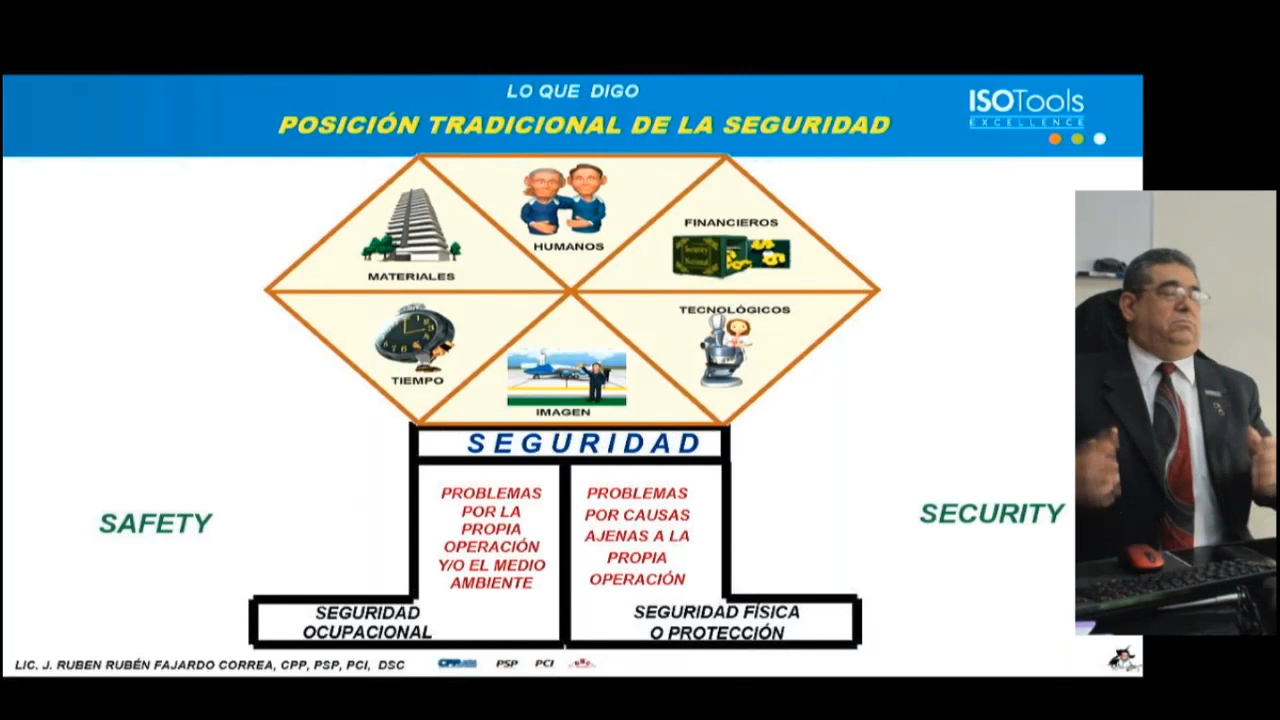 LO QUE DIGO
POSICIÓN TRADICIONAL DE LA SEGURIDAD
ISOTools
EXCELLENCE
HUMANOS
FINANCIEROS
MATERIALES
TECNOLÓGICOS
TIEMPO
IMAGEN
SEGURIDAD
SAFETY
PROBLEMAS
POR LA
PROPIA
OPERACIÓN
Y/O EL MEDIO
AMBIENTE
PROBLEMAS
POR CAUSAS
AJENAS A LA
PROPIA
OPERACIÓN
SECURITY
SEGURIDAD
OCUPACIONAL
SEGURIDAD FÍSICA
O PROTECCIÓN
LIC. J. RUBEN RUBÉN FAJARDO CORREA, CPP, PSP, PCI, DSC
CPP
PSP
PCI